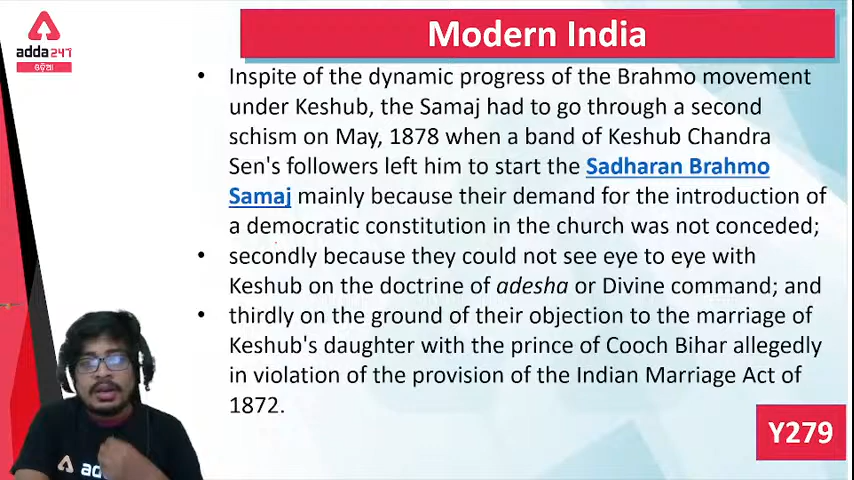 Modern India
adda247
ଓଡ଼ିଆ
• Inspite of the dynamic progress of the Brahmo movement
under Keshub, the Samaj had to go through a second
schism on May, 1878 when a band of Keshub Chandra
Sen's followers left him to start the Sadharan Brahmo
Samaj mainly because their demand for the introduction of
a democratic constitution in the church was not conceded;
• secondly because they could not see eye to eye with
Keshub on the doctrine of adesha or Divine command; and
• thirdly on the ground of their objection to the marriage of
Keshub's daughter with the prince of Cooch Bihar allegedly
in violation of the provision of the Indian Marriage Act of
1872.
Y279